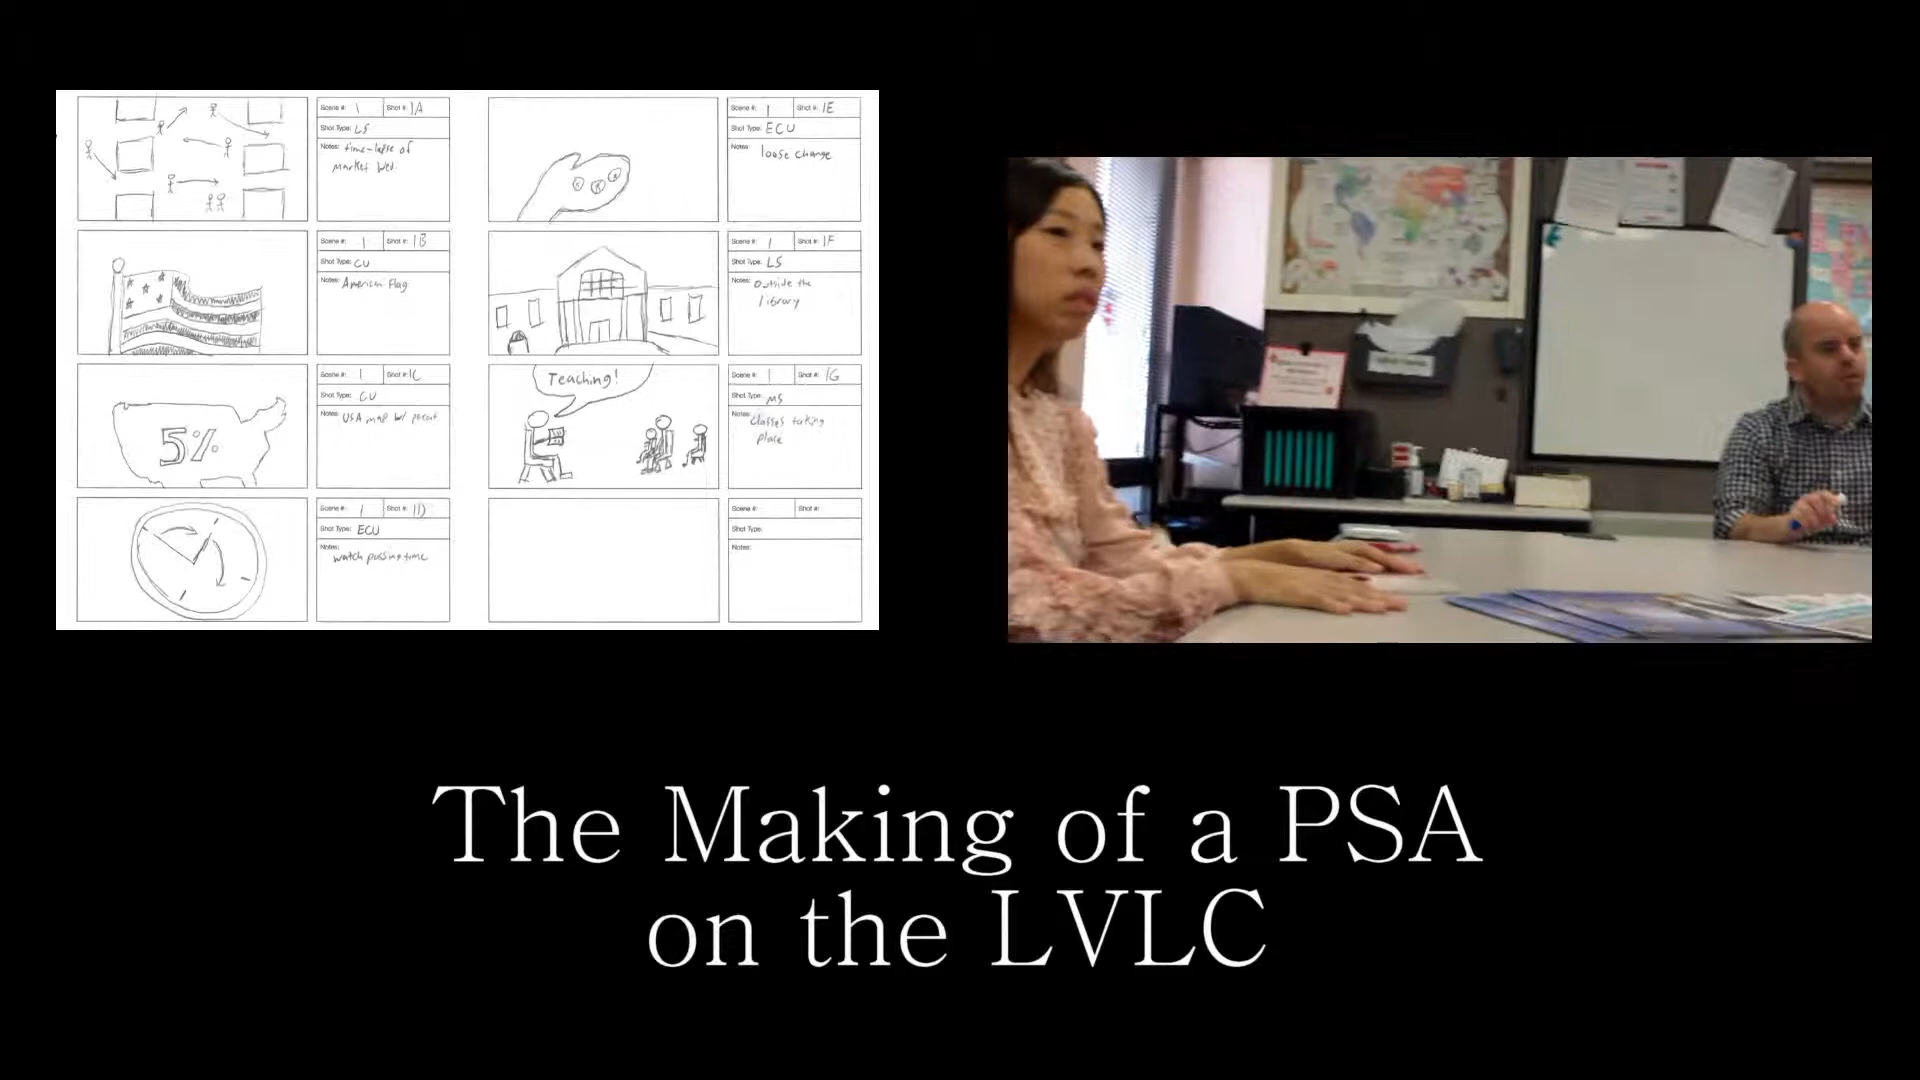 Scene #: 1 Shot #: 1A
Shot Type: LS
Notes: time-lapse of
market Wed.
Scene #: 1 Shot #: 1B
Shot Type: CU
Notes: American Flag
5%
Scene #: 1 Shot #: 1C
Shot Type: CU
Notes: USA map w/ percent
Scene #: 1 Shot #: 1D
Shot Type: ECU
Notes:
watch passing time
Scene #: 1 Shot #: 1E
Shot Type: ECU
Notes: loose change
Scene #: 1 Shot #: 1F
Shot Type: LS
Notes: outside the
library
Teaching!
Scene #: 1 Shot #: 1G
Shot Type: MS
Notes: classes taking
place
Scene #: Shot #:
Shot Type:
Notes:
The Making of a PSA
on the LVLC